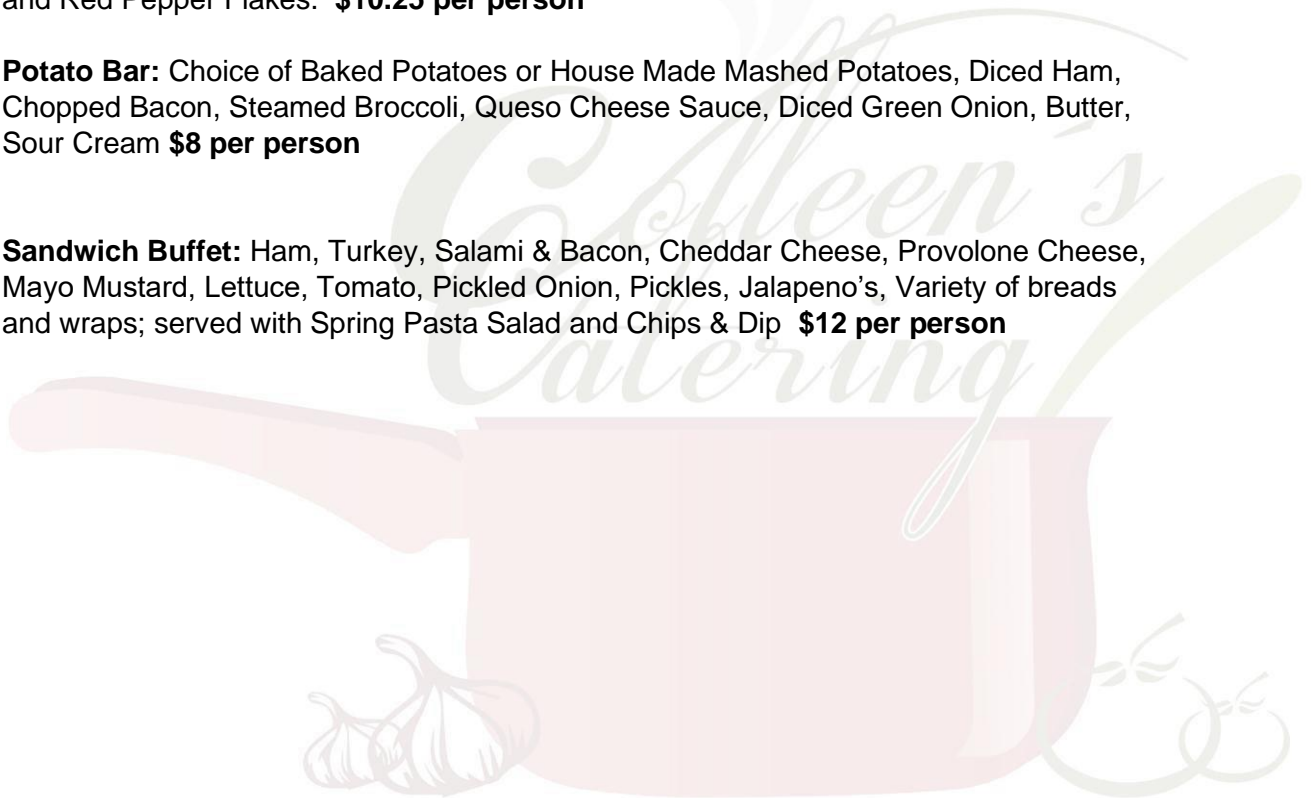 and Red Pepper Flakes. $10.25 per person
Potato Bar: Choice of Baked Potatoes or House Made Mashed Potatoes, Diced Ham,
Chopped Bacon, Steamed Broccoli, Queso Cheese Sauce, Diced Green Onion, Butter,
Sour Cream $8 per person
Colleen's
Sandwich Buffet: Ham, Turkey, Salami & Bacon, Cheddar Cheese, Provolone Cheese,
Mayo Mustard, Lettuce, Tomato, Pickled Onion, Pickles, Jalapeno’s, Variety of breads
and wraps; served with Spring Pasta Salad and Chips & Dip $12 per person
Catering